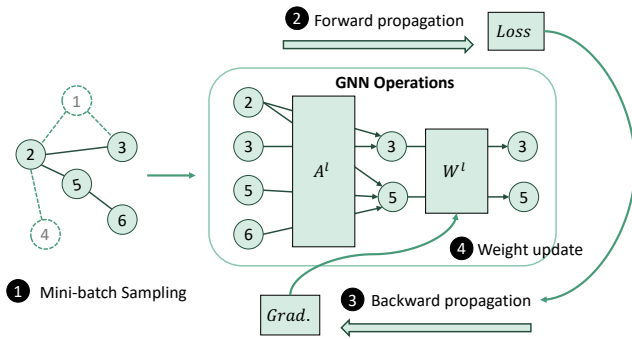 2 Forward propagation
Loss
GNN Operations
1
2
3
5
4
6
2
3
5
6
A^l
3
5
W^l
3
5
4 Weight update
1 Mini-batch Sampling
Grad.
3 Backward propagation